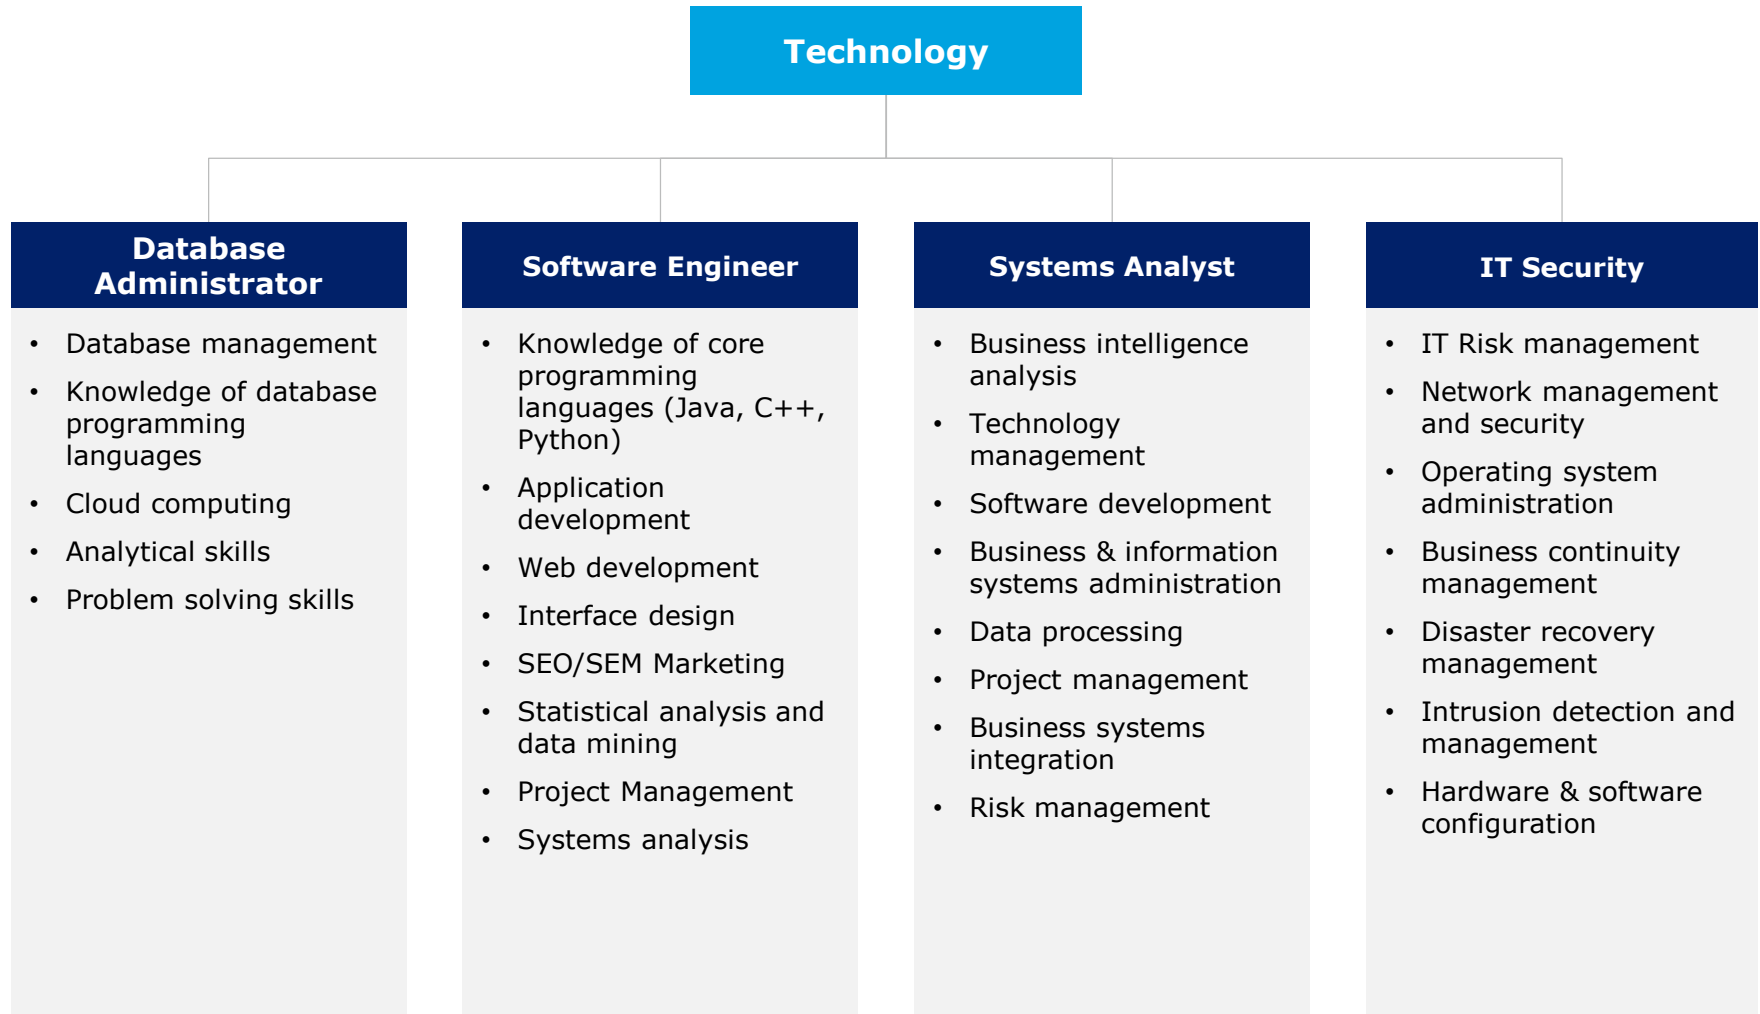 Technology
Database
Administrator
• Database management
• Knowledge of database
programming
languages
• Cloud computing
• Analytical skills
• Problem solving skills
Software Engineer
• Knowledge of core
programming
languages (Java, C++,
Python)
• Application
development
• Web development
• Interface design
• SEO/SEM Marketing
• Statistical analysis and
data mining
• Project Management
• Systems analysis
Systems Analyst
• Business intelligence
analysis
• Technology
management
• Software development
• Business & information
systems administration
• Data processing
• Project management
• Business systems
integration
• Risk management
IT Security
• IT Risk management
• Network management
and security
• Operating system
administration
• Business continuity
management
• Disaster recovery
management
• Intrusion detection and
management
• Hardware & software
configuration